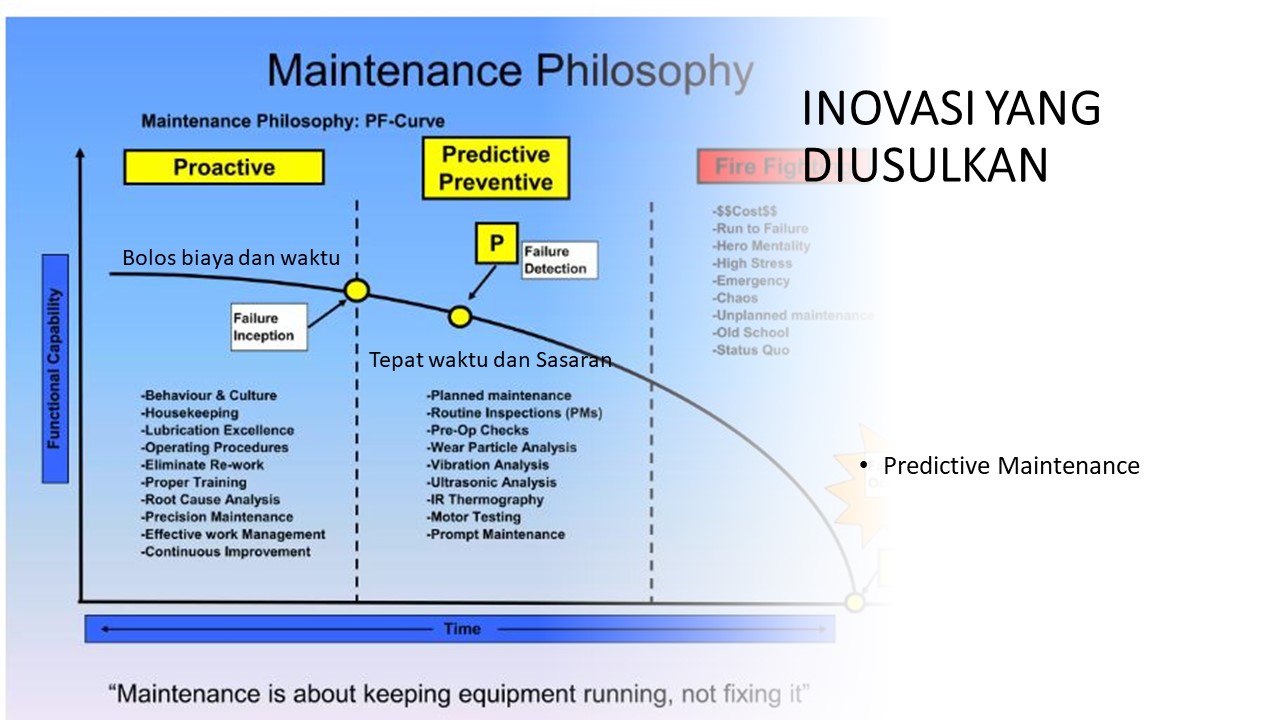 Maintenance Philosophy
INOVASI YANG
DIUSULKAN
Maintenance Philosophy: PF-Curve
Proactive
Predictive
Preventive
Fire
-$$Cost$$
-Run to Failure
-Hero Mentality
-High Stress
-Emergency
-Chaos
-Unplanned maintenance
-Old School
-Status Quo
P
Failure
Detection
Bolos biaya dan waktu
Failure
Inception
Tepat waktu dan Sasaran
Functional Capability
-Behaviour & Culture
-Housekeeping
-Lubrication Excellence
-Operating Procedures
-Eliminate Re-work
-Proper Training
-Root Cause Analysis
-Precision Maintenance
-Effective work Management
-Continuous Improvement
-Planned maintenance
-Routine Inspections (PMs)
-Pre-Op Checks
-Wear Particle Analysis
-Vibration Analysis
-Ultrasonic Analysis
-IR Thermography
-Motor Testing
-Prompt Maintenance
• Predictive Maintenance
Time
“Maintenance is about keeping equipment running, not fixing it”